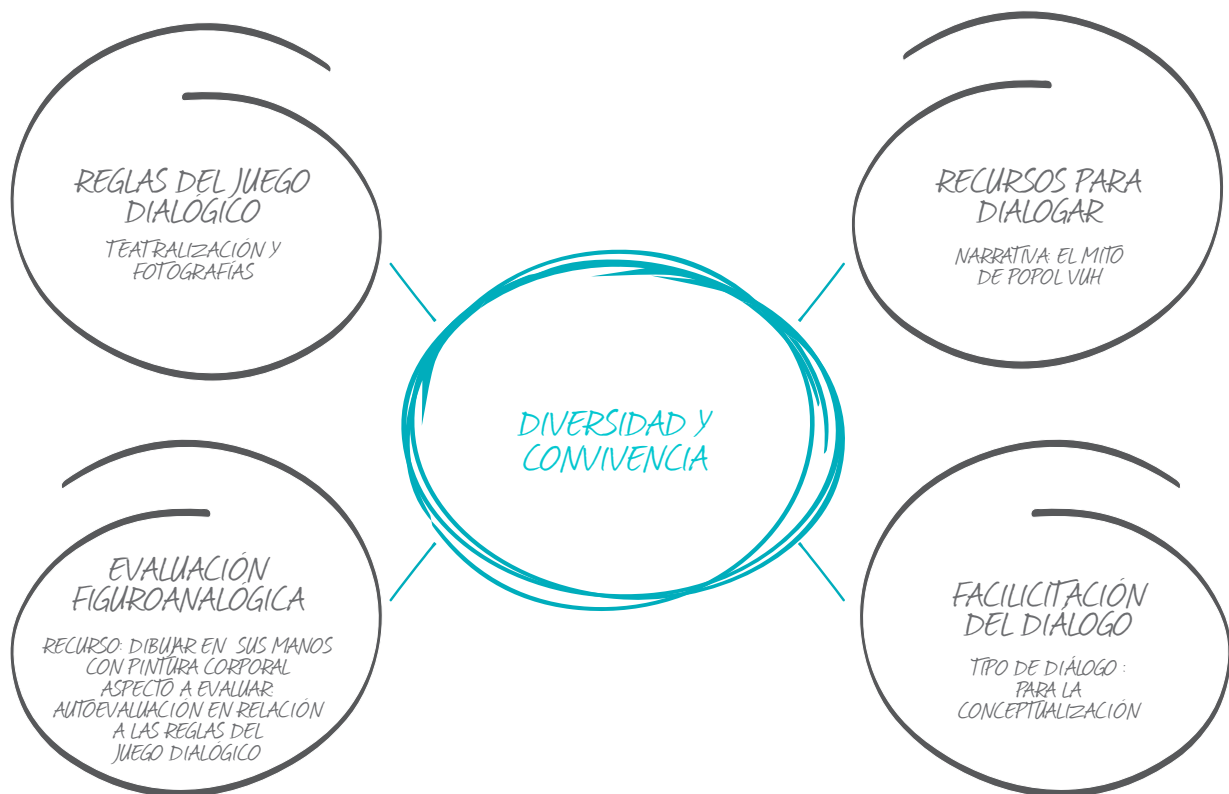 REGLAS DEL JUEGO
DIALÓGICO
TEATRALIZACIÓN Y
FOTOGRAFÍAS
RECURSOS PARA
DIALOGAR
NARRATIVA: EL MITO
DE POPOL VUH
DIVERSIDAD Y
CONVIVENCIA
EVALUACIÓN
FIGUROANALÓGICA
RECURSO: DIBUJAR EN SUS MANOS
CON PINTURA CORPORAL
ASPECTO A EVALUAR:
AUTOEVALUACIÓN EN RELACIÓN
A LAS REGLAS DEL
JUEGO DIALÓGICO
FACILICITACIÓN
DEL DIÁLOGO
TIPO DE DIÁLOGO :
PARA LA
CONCEPTUALIZACIÓN